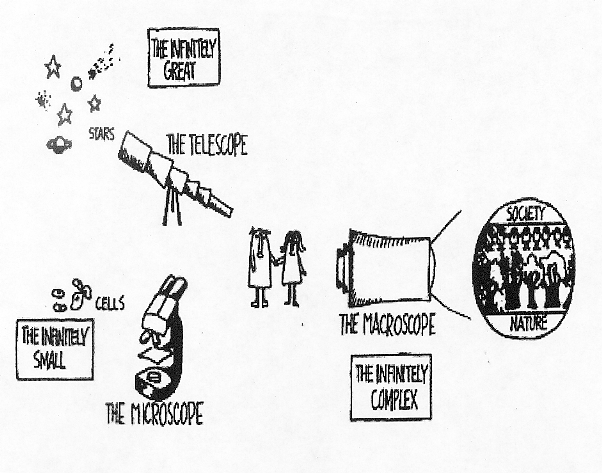 THE INFINITELY
GREAT
STARS
THE TELESCOPE
SOCIETY
NATURE
CELLS
THE INFINITELY
SMALL
THE MICROSCOPE
THE MACROSCOPE
THE INFINITELY
COMPLEX